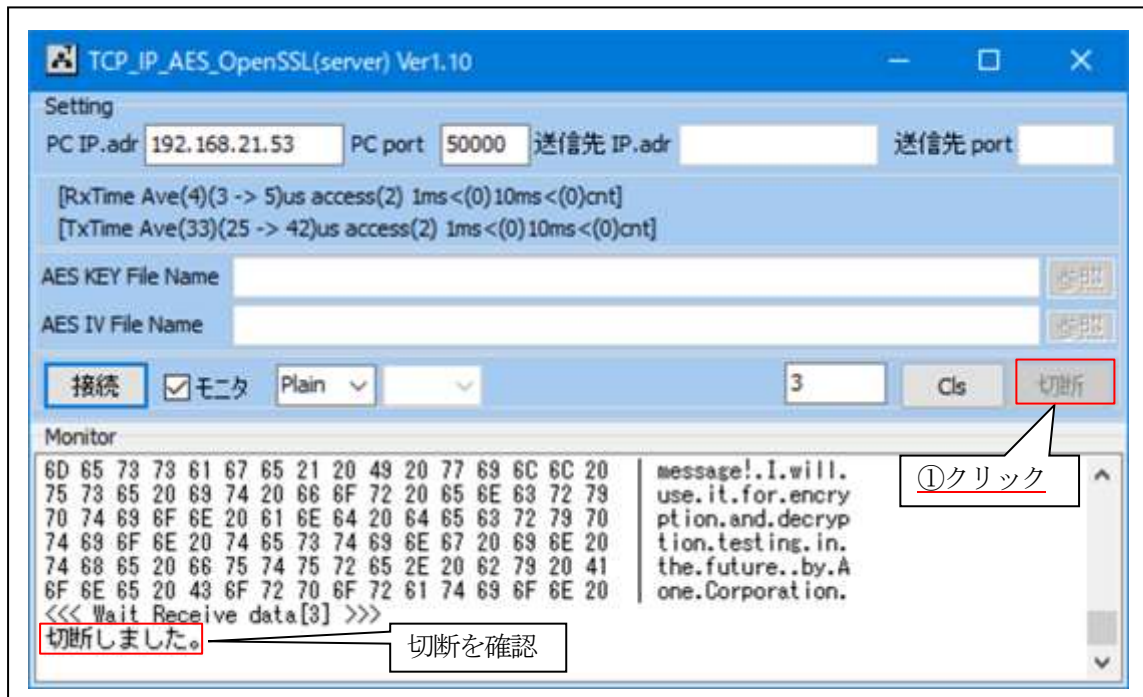 TCP_IP_AES_OpenSSL(server) Ver1.10
Setting
PC IP.adr 192.168.21.53 PC port 50000 送信先 IP.adr 送信先 port
[RxTime Ave(4)(3 -> 5)us access(2) 1ms<(0)10ms<(0)cnt]
[TxTime Ave(33)(25 -> 42)us access(2) 1ms<(0)10ms<(0)cnt]
AES KEY File Name 参照
AES IV File Name 参照
接続 モニタ Plain 3 Cls 切断
Monitor
①クリック
6D 65 73 73 61 67 65 21 20 49 20 77 69 6C 6C 20 | message!.I.will.
75 73 65 20 69 74 20 66 6F 72 20 65 6E 63 72 79 | use.it.for.encry
70 74 69 6F 6E 20 61 6E 64 20 64 65 63 72 79 70 | ption.and.decryp
74 69 6F 6E 20 74 65 73 74 69 6E 67 20 69 6E 20 | tion.testing.in.
74 68 65 20 66 75 74 75 72 65 2E 20 62 79 20 41 | the.future..by.A
6F 6E 65 20 43 6F 72 70 6F 72 61 74 69 6F 6E 20 | one.Corporation.
<<< Wait Receive data[3] >>>
切断しました。 切断を確認